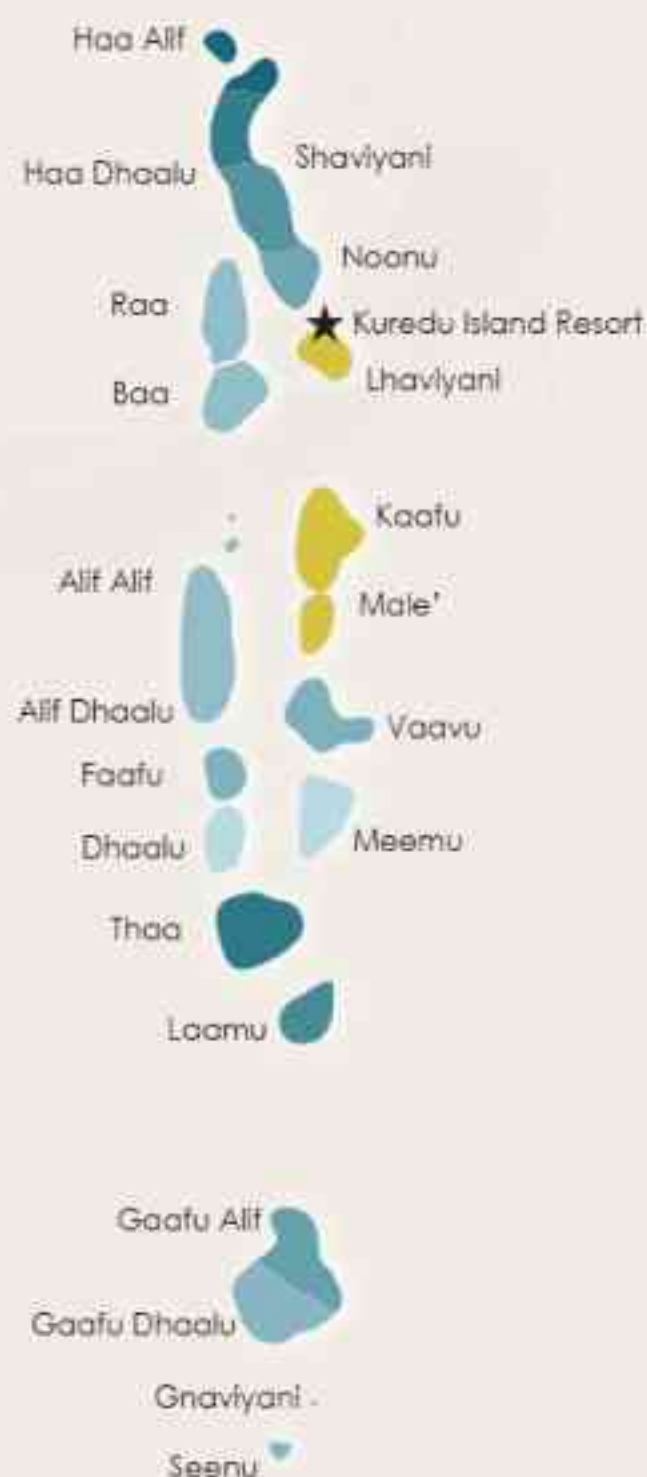 Haa Alif
Shaviyani
Haa Dhaalu
Noonu
Raa
Kuredu Island Resort
Lhaviyani
Baa
Kaafu
Alif Alif
Male'
Alif Dhaalu
Vaavu
Faafu
Meemu
Dhaalu
Thaa
Laamu
Gaafu Alif
Gaafu Dhaalu
Gnaviyani
Seenu